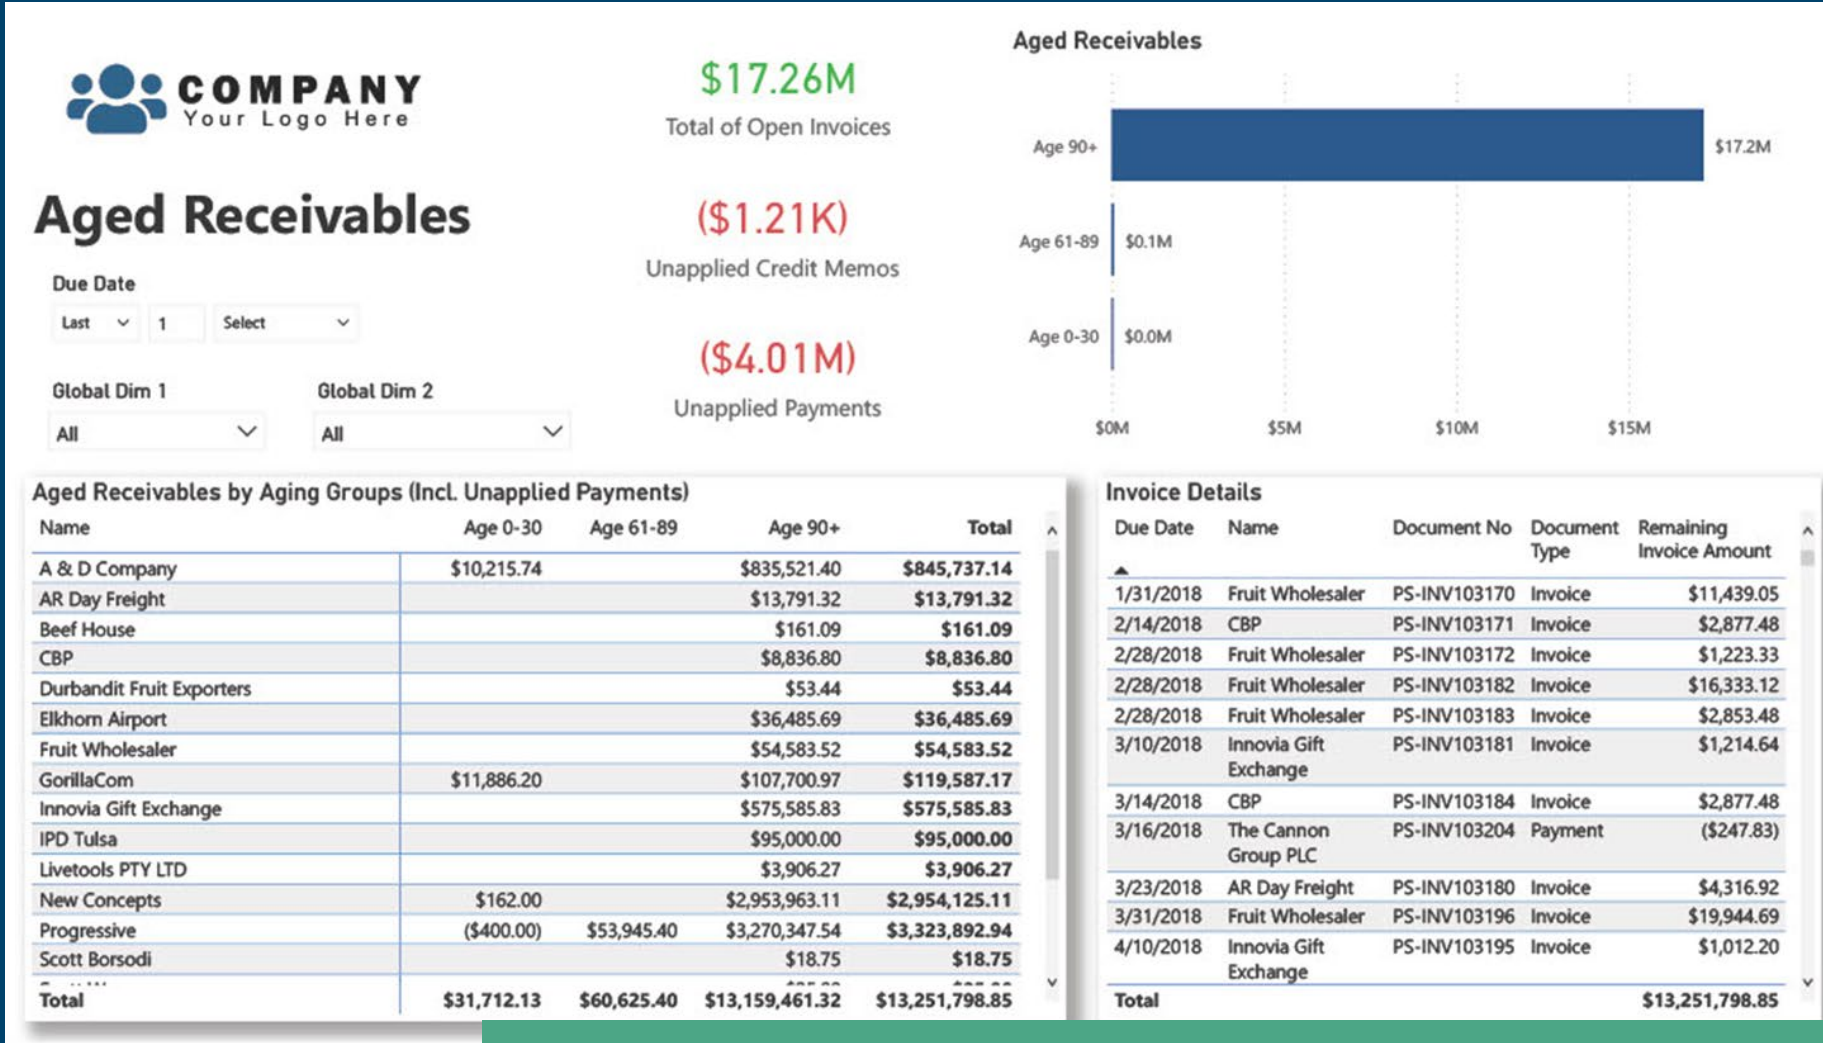 COMPANY
Your Logo Here
Aged Receivables
Due Date
Last 1 Select
Global Dim 1 Global Dim 2
All All
$17.26M
Total of Open Invoices
($1.21K)
Unapplied Credit Memos
($4.01M)
Unapplied Payments
Aged Receivables
Age 90+ $17.2M
Age 61-89 $0.1M
Age 0-30 $0.0M
$0M $5M $10M $15M
Aged Receivables by Aging Groups (Incl. Unapplied Payments)
Name Age 0-30 Age 61-89 Age 90+ Total
A & D Company $10,215.74 $835,521.40 $845,737.14
AR Day Freight $13,791.32 $13,791.32
Beef House $161.09 $161.09
CBP $8,836.80 $8,836.80
Durbandit Fruit Exporters $53.44 $53.44
Elkhorn Airport $36,485.69 $36,485.69
Fruit Wholesaler $54,583.52 $54,583.52
GorillaCom $11,886.20 $107,700.97 $119,587.17
Innovia Gift Exchange $575,585.83 $575,585.83
IPD Tulsa $95,000.00 $95,000.00
Livetools PTY LTD $3,906.27 $3,906.27
New Concepts $162.00 $2,953,963.11 $2,954,125.11
Progressive ($400.00) $53,945.40 $3,270,347.54 $3,323,892.94
Scott Borsodi $18.75 $18.75
Total $31,712.13 $60,625.40 $13,159,461.32 $13,251,798.85
Invoice Details
Due Date Name Document No Document Remaining
Type Invoice Amount
1/31/2018 Fruit Wholesaler PS-INV103170 Invoice $11,439.05
2/14/2018 CBP PS-INV103171 Invoice $2,877.48
2/28/2018 Fruit Wholesaler PS-INV103172 Invoice $1,223.33
2/28/2018 Fruit Wholesaler PS-INV103182 Invoice $16,333.12
2/28/2018 Fruit Wholesaler PS-INV103183 Invoice $2,853.48
3/10/2018 Innovia Gift PS-INV103181 Invoice $1,214.64
Exchange
3/14/2018 CBP PS-INV103184 Invoice $2,877.48
3/16/2018 The Cannon PS-INV103204 Payment ($247.83)
Group PLC
3/23/2018 AR Day Freight PS-INV103180 Invoice $4,316.92
3/31/2018 Fruit Wholesaler PS-INV103196 Invoice $19,944.69
4/10/2018 Innovia Gift PS-INV103195 Invoice $1,012.20
Exchange
Total $13,251,798.85